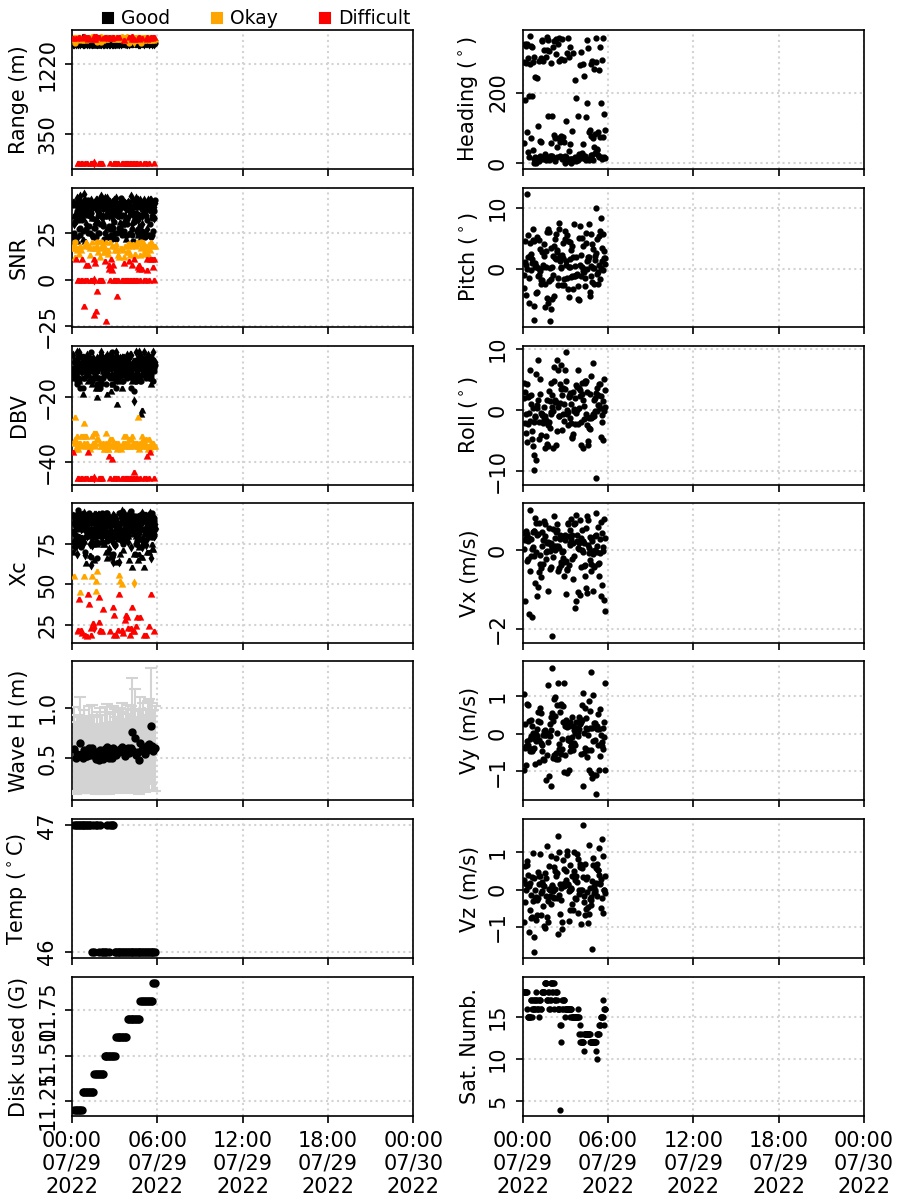 Good Okay Difficult
Range (m)
1220
350
Heading (°)
200
0
SNR
25
0
−25
Pitch (°)
10
0
DBV
−20
−40
Roll (°)
10
0
−10
Xc
75
50
25
Vx (m/s)
0
−2
Wave H (m)
1.0
0.5
Vy (m/s)
1
0
−1
Temp (°C)
47
46
Vz (m/s)
1
0
−1
Disk used (G)
11.75
11.50
11.25
Sat. Numb.
15
10
5
00:00 06:00 12:00 18:00 00:00
07/29 07/29 07/29 07/29 07/30
2022 2022 2022 2022 2022
00:00 06:00 12:00 18:00 00:00
07/29 07/29 07/29 07/29 07/30
2022 2022 2022 2022 2022